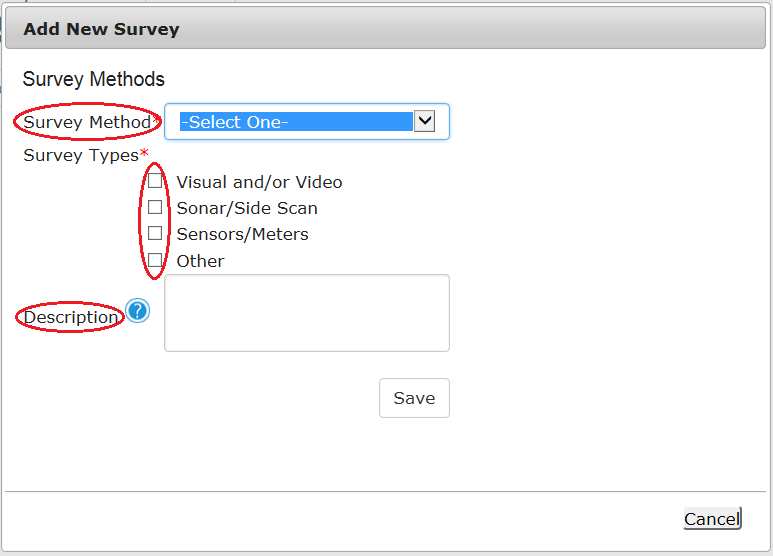 Add New Survey
Survey Methods
Survey Method* -Select One-
Survey Types*
Visual and/or Video
Sonar/Side Scan
Sensors/Meters
Other
Description ?
Save
Cancel